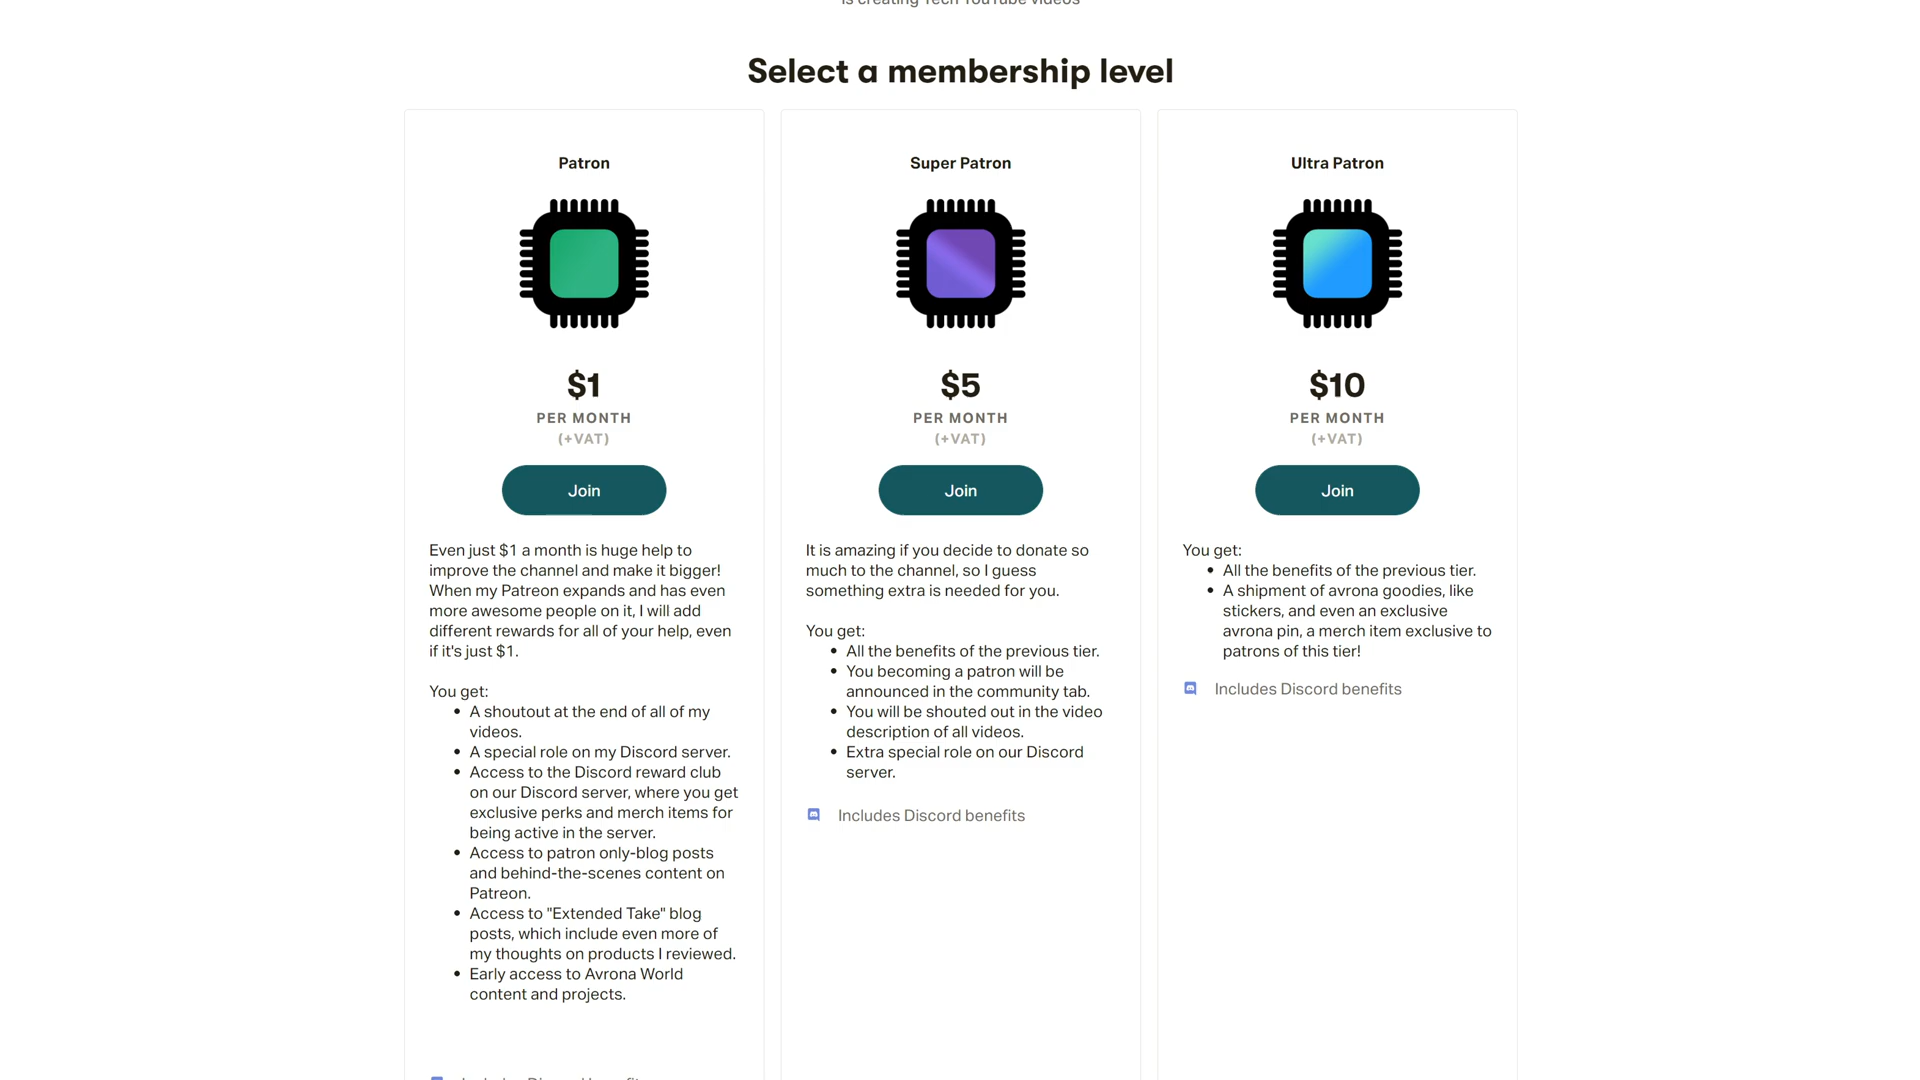 is creating Tech YouTube videos
Select a membership level
Patron
$1
PER MONTH
(+VAT)
Join
Even just $1 a month is huge help to
improve the channel and make it bigger!
When my Patreon expands and has even
more awesome people on it, I will add
different rewards for all of your help, even
if it's just $1.
You get:
• A shoutout at the end of all of my
videos.
• A special role on my Discord server.
• Access to the Discord reward club
on our Discord server, where you get
exclusive perks and merch items for
being active in the server.
• Access to patron only-blog posts
and behind-the-scenes content on
Patreon.
• Access to "Extended Take" blog
posts, which include even more of
my thoughts on products I reviewed.
• Early access to Avrona World
content and projects.
Includes Discord benefits
Super Patron
$5
PER MONTH
(+VAT)
Join
It is amazing if you decide to donate so
much to the channel, so I guess
something extra is needed for you.
You get:
• All the benefits of the previous tier.
• You becoming a patron will be
announced in the community tab.
• You will be shouted out in the video
description of all videos.
• Extra special role on our Discord
server.
Includes Discord benefits
Ultra Patron
$10
PER MONTH
(+VAT)
Join
You get:
• All the benefits of the previous tier.
• A shipment of avrona goodies, like
stickers, and even an exclusive
avrona pin, a merch item exclusive to
patrons of this tier!
Includes Discord benefits